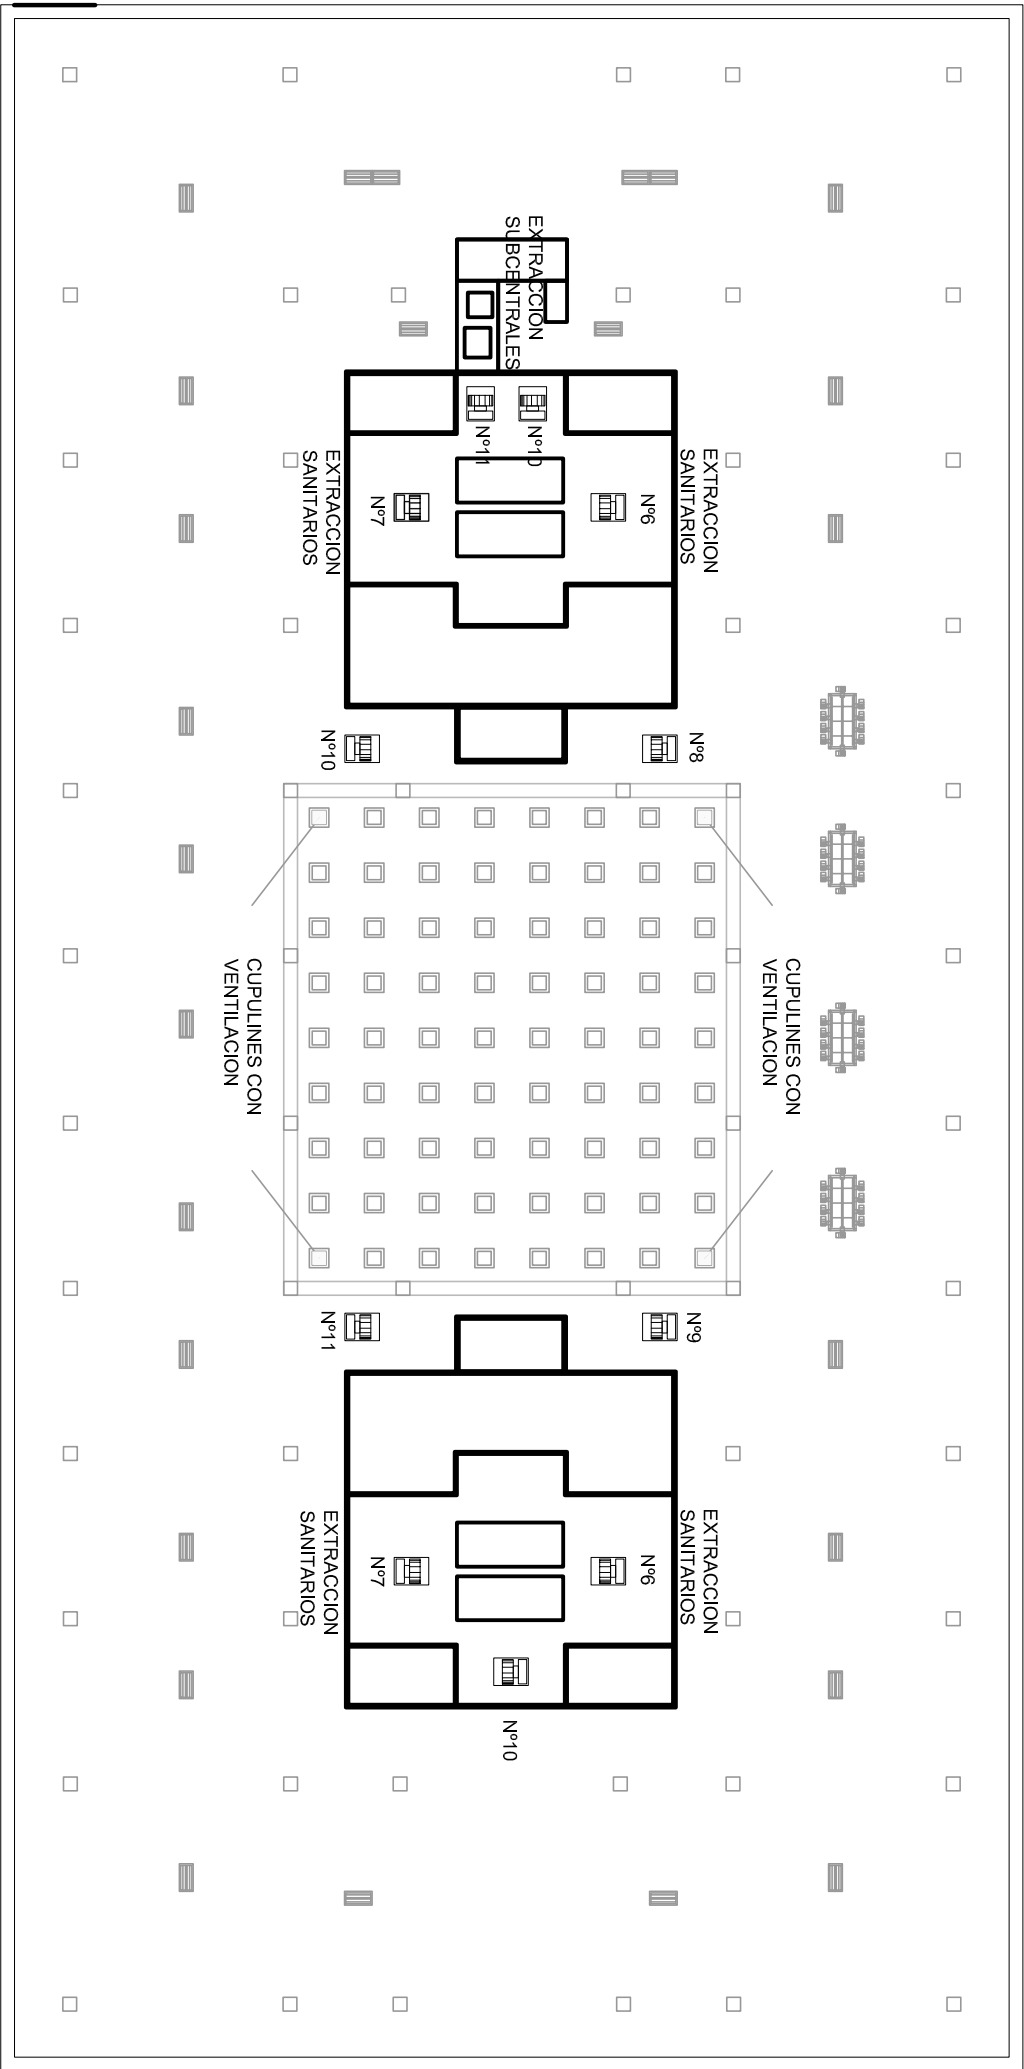 EXTRACCION
SUBCENTRALES
Nº10
Nº11
EXTRACCION
SANITARIOS
Nº6
Nº7
EXTRACCION
SANITARIOS
Nº8
Nº10
CUPULINES CON
VENTILACION
CUPULINES CON
VENTILACION
Nº9
Nº11
EXTRACCION
SANITARIOS
Nº6
Nº7
EXTRACCION
SANITARIOS
Nº10